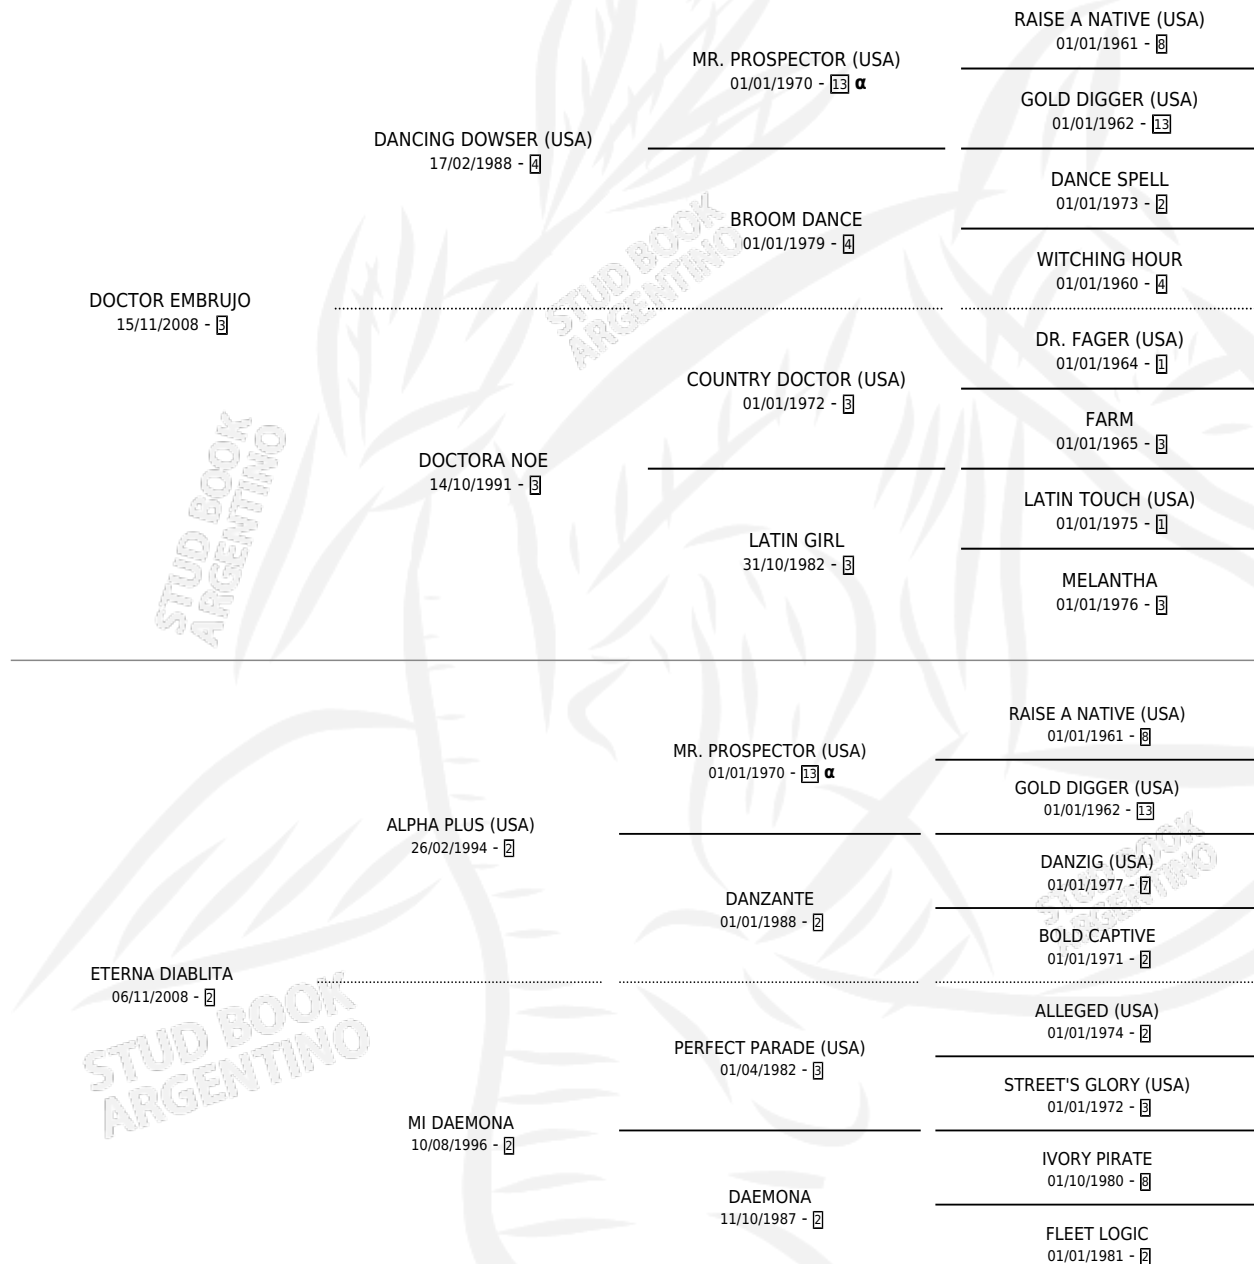 RAISE A NATIVE (USA)
01/01/1961 - 8
MR. PROSPECTOR (USA)
01/01/1970 - 13 α
GOLD DIGGER (USA)
01/01/1962 - 13
DANCING DOWSER (USA)
17/02/1988 - 4
DANCE SPELL
01/01/1973 - 2
BROOM DANCE
01/01/1979 - 4
WITCHING HOUR
01/01/1960 - 4
DOCTOR EMBRUJO
15/11/2008 - 3
DR. FAGER (USA)
01/01/1964 - 1
COUNTRY DOCTOR (USA)
01/01/1972 - 3
FARM
01/01/1965 - 3
DOCTORA NOE
14/10/1991 - 3
LATIN TOUCH (USA)
01/01/1975 - 1
LATIN GIRL
31/10/1982 - 3
MELANTHA
01/01/1976 - 3
STUD BOOK
ARGENTINO
STUD BOOK
ARGENTINO
RAISE A NATIVE (USA)
01/01/1961 - 8
MR. PROSPECTOR (USA)
01/01/1970 - 13 α
GOLD DIGGER (USA)
01/01/1962 - 13
ALPHA PLUS (USA)
26/02/1994 - 2
DANZIG (USA)
01/01/1977 - 7
DANZANTE
01/01/1988 - 2
BOLD CAPTIVE
01/01/1971 - 2
ETERNA DIABLITA
06/11/2008 - 2
ALLEGED (USA)
01/01/1974 - 2
PERFECT PARADE (USA)
01/04/1982 - 3
STREET'S GLORY (USA)
01/01/1972 - 3
MI DAEMONA
10/08/1996 - 2
IVORY PIRATE
01/10/1980 - 8
DAEMONA
11/10/1987 - 2
FLEET LOGIC
01/01/1981 - 2
STUD BOOK
ARGENTINO
STUD BOOK
ARGENTINO